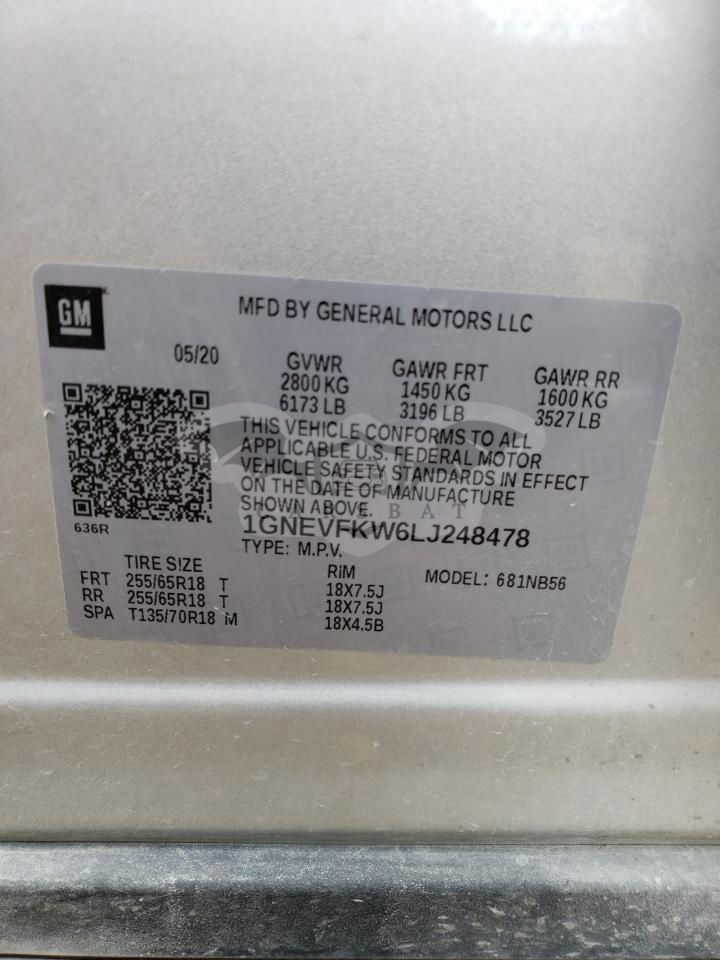 GM
MFD BY GENERAL MOTORS LLC
05/20
GVWR
2800 KG
6173 LB
GAWR FRT
1450 KG
3196 LB
GAWR RR
1600 KG
3527 LB
THIS VEHICLE CONFORMS TO ALL
APPLICABLE U.S. FEDERAL MOTOR
VEHICLE SAFETY STANDARDS IN EFFECT
ON THE DATE OF MANUFACTURE
SHOWN ABOVE.
636R
1GNEVFKW6LJ248478
TYPE: M.P.V.
MODEL: 681NB56
TIRE SIZE RIM
FRT 255/65R18 T 18X7.5J
RR 255/65R18 T 18X7.5J
SPA T135/70R18 M 18X4.5B